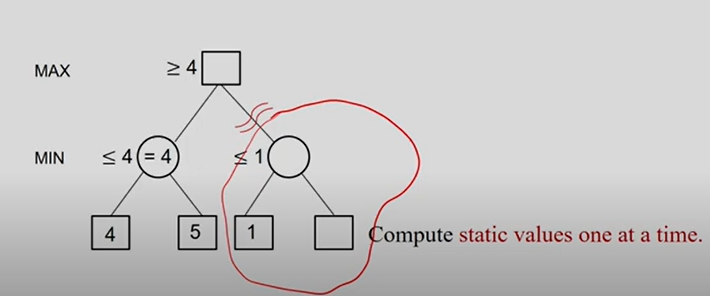 MAX
≥ 4
MIN
≤ 4
= 4
≤ 1
4
5
1
Compute static values one at a time.